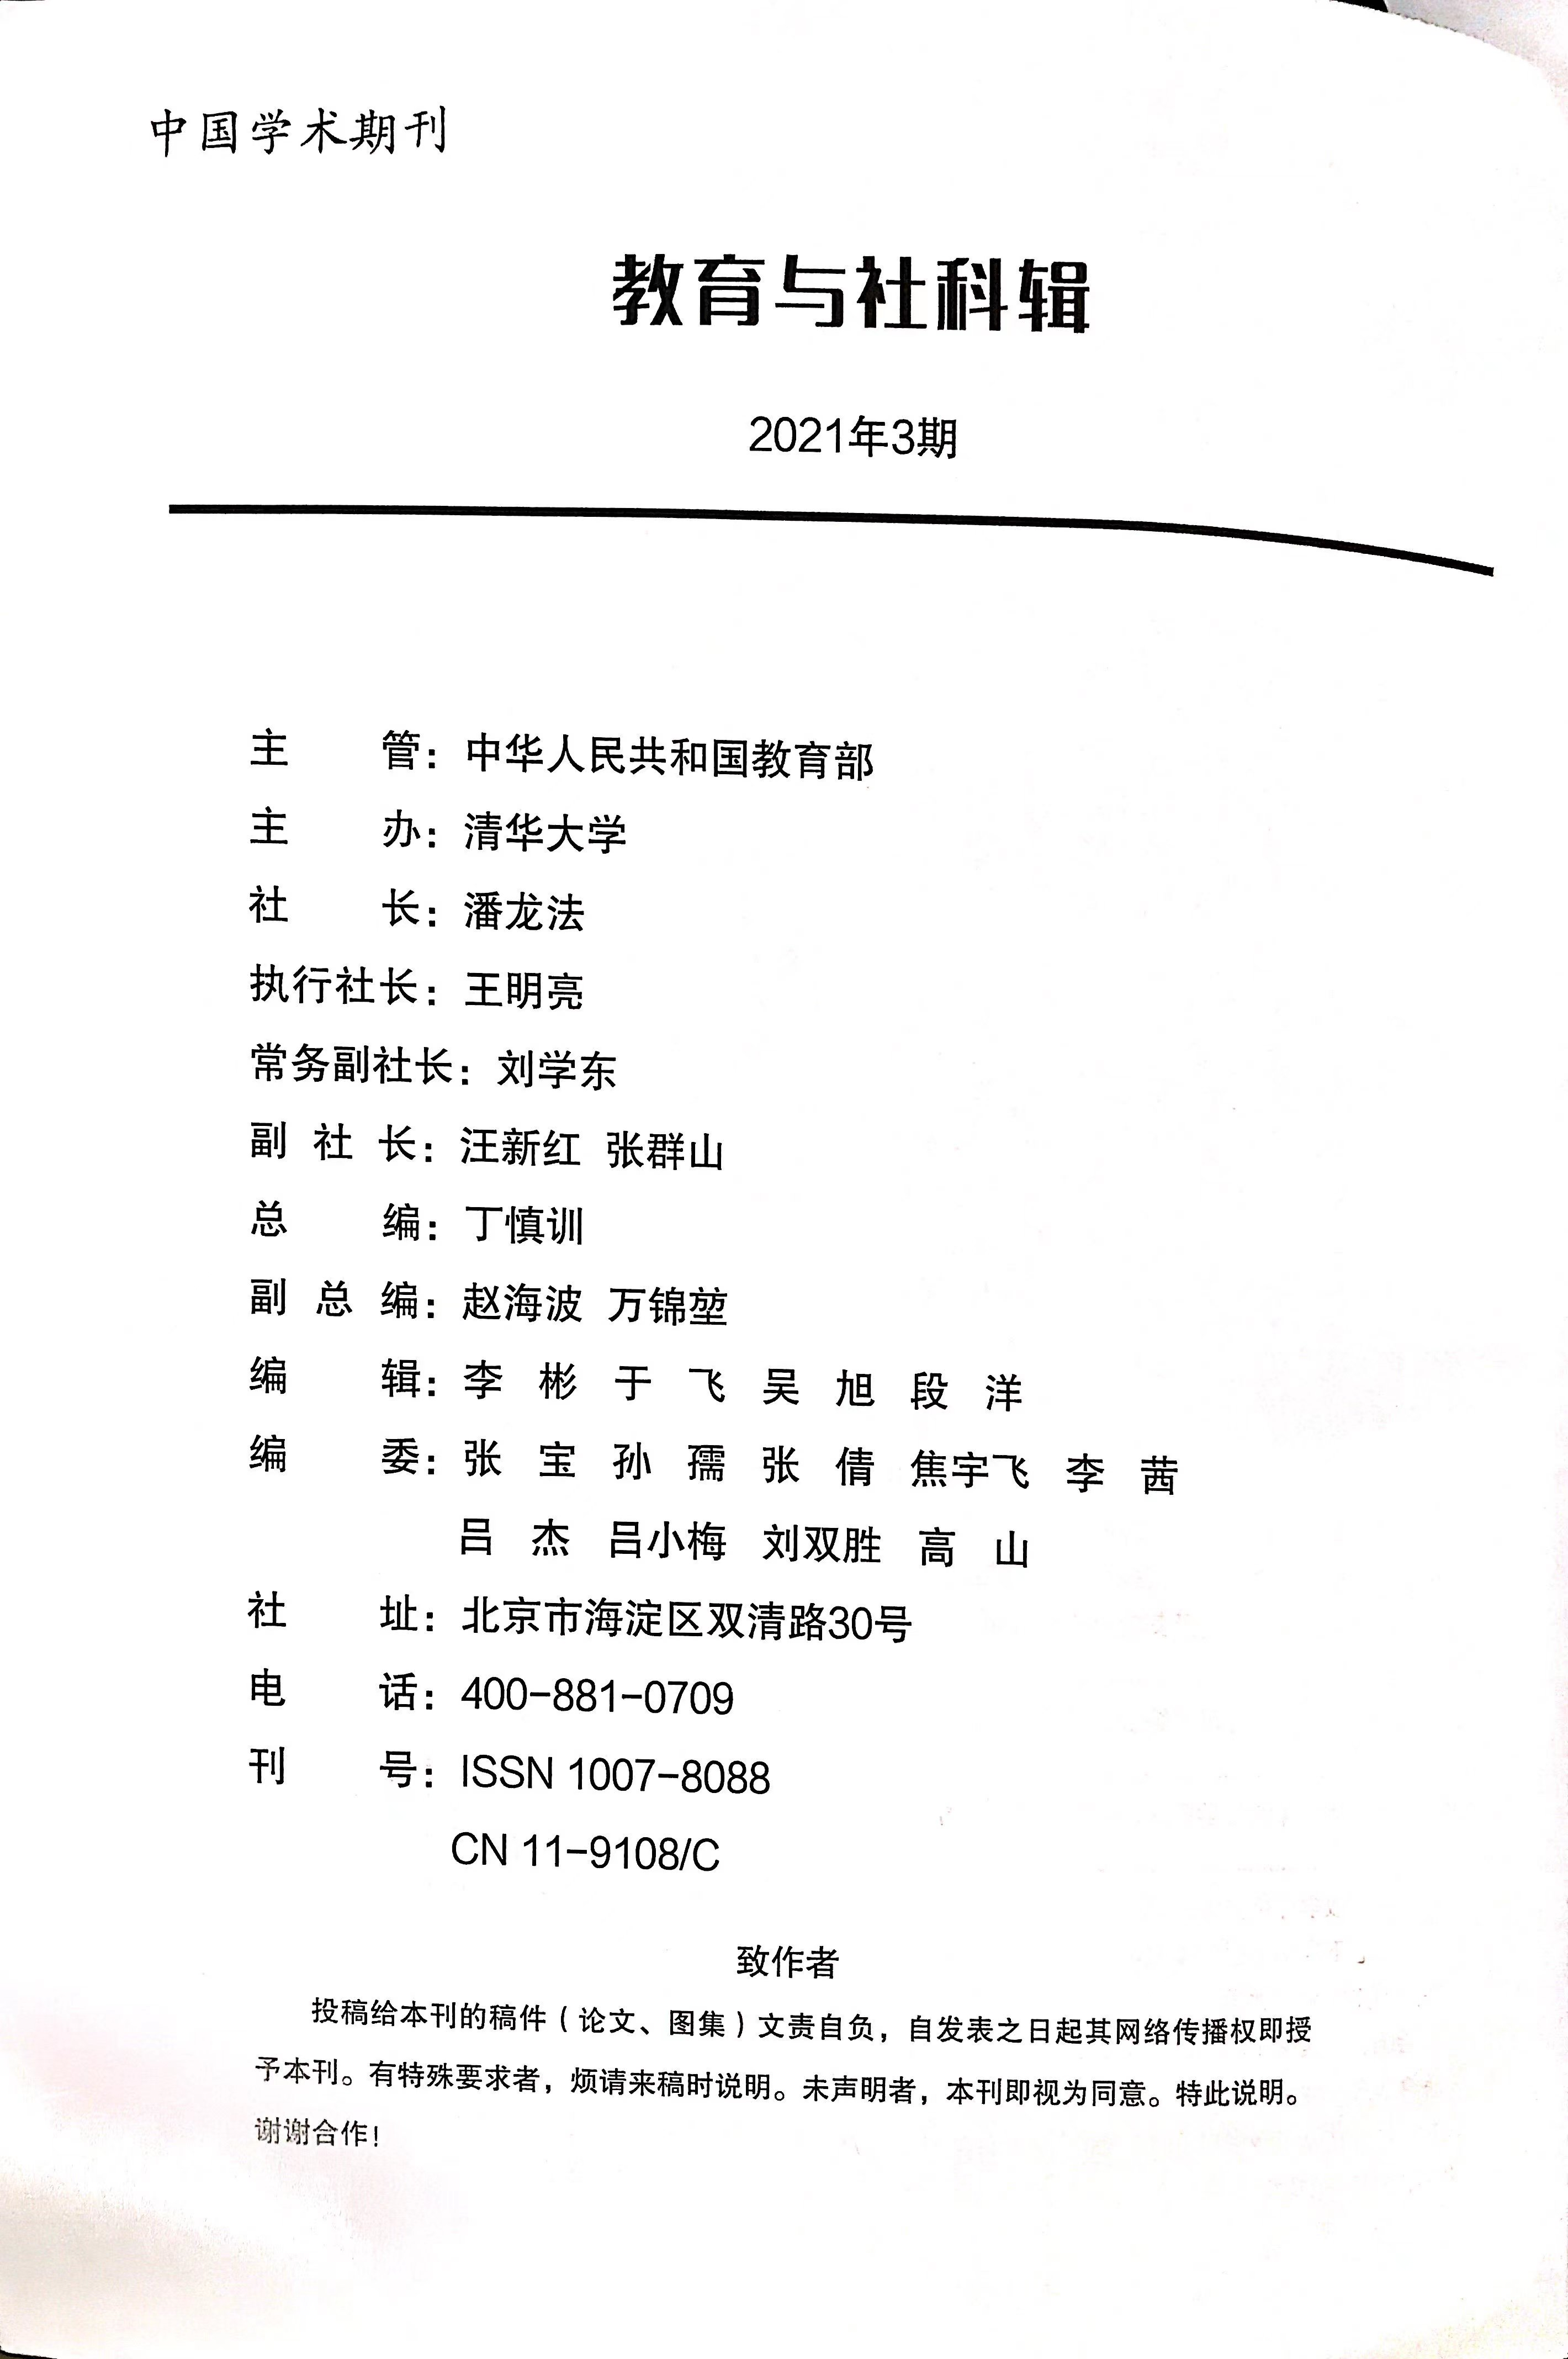 中国学术期刊
教育与社科辑
2021年3期
主 管：中华人民共和国教育部
主 办：清华大学
社 长：潘龙法
执行社长：王明亮
常务副社长：刘学东
副 社 长：汪新红 张群山
总 编：丁慎训
副 总 编：赵海波 万锦堃
编 辑：李 彬 于 飞 吴 旭 段 洋
编 委：张 宝 孙 孺 张 倩 焦宇飞 李 茜
吕 杰 吕小梅 刘双胜 高 山
社 址：北京市海淀区双清路30号
电 话：400-881-0709
刊 号：ISSN 1007-8088
CN 11-9108/C
致作者
投稿给本刊的稿件（论文、图集）文责自负，自发表之日起其网络传播权即授
予本刊。有特殊要求者，烦请来稿时说明。未声明者，本刊即视为同意。特此说明。
谢谢合作！